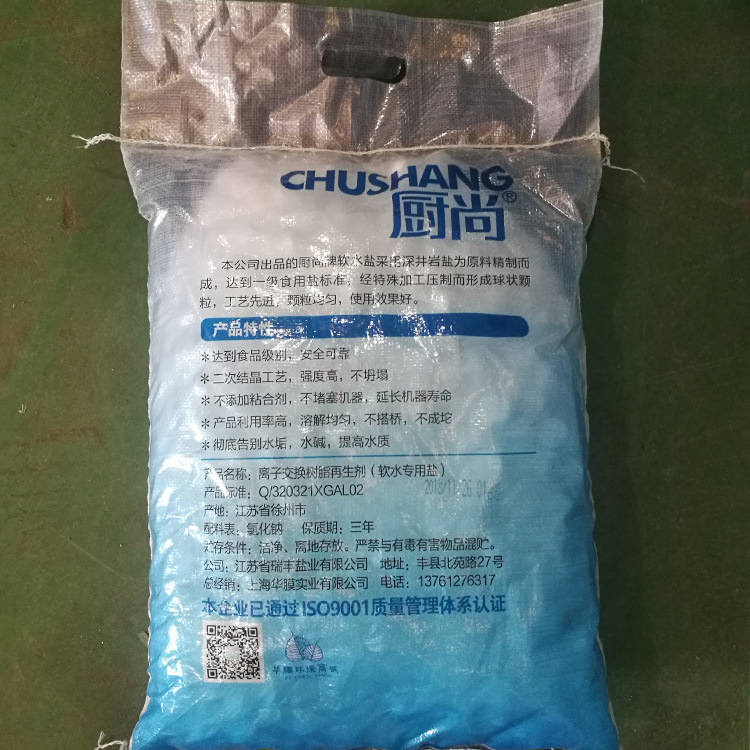 CHUSHANG
厨尚®
本公司出品的厨尚牌软水盐采用深井岩盐为原料精制而
成，达到一级食用盐标准，经特殊加工压制而形成球状颗
粒，工艺先进，颗粒均匀，使用效果好。
产品特性
*达到食品级别，安全可靠
*二次结晶工艺，强度高，不坍塌
*不添加粘合剂，不堵塞机器，延长机器寿命
*产品利用率高，溶解均匀，不搭桥，不成坨
*彻底告别水垢，水碱，提高水质
产品名称：离子交换树脂再生剂（软水专用盐）
产品标准：Q/320321XGAL02 2018/11/26
产地：江苏省徐州市
配料表：氯化钠 保质期：三年
贮存条件：洁净、离地存放。严禁与有毒有害物品混贮。
公司：江苏省瑞丰盐业有限公司 地址：丰县北苑路27号
总经销：上海华膜实业有限公司 电话：13761276317
本企业已通过ISO9001质量管理体系认证